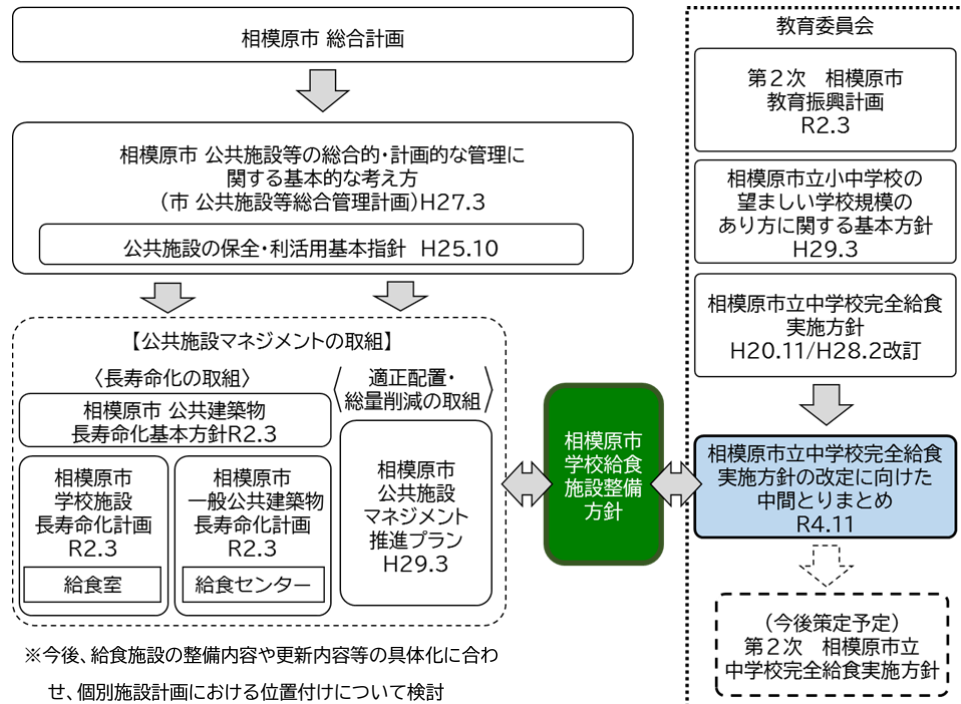 相模原市 総合計画
相模原市 公共施設等の総合的・計画的な管理に
関する基本的な考え方
(市 公共施設等総合管理計画)H27.3
公共施設の保全・利活用基本指針 H25.10
【公共施設マネジメントの取組】
〈長寿命化の取組〉
相模原市 公共建築物
長寿命化基本方針R2.3
相模原市
学校施設
長寿命化計画
R2.3
給食室
相模原市
一般公共建築物
長寿命化計画
R2.3
給食センター
〈適正配置・
総量削減の取組〉
相模原市
公共施設
マネジメント
推進プラン
H29.3
※今後、給食施設の整備内容や更新内容等の具体化に合わ
せ、個別施設計画における位置付けについて検討
相模原市
学校給食
施設整備
方針
教育委員会
第2次 相模原市
教育振興計画
R2.3
相模原市立小中学校の
望ましい学校規模の
あり方に関する基本方針
H29.3
相模原市立中学校完全給食
実施方針
H20.11/H28.2改訂
相模原市立中学校完全給食
実施方針の改定に向けた
中間とりまとめ
R4.11
(今後策定予定)
第2次 相模原市立
中学校完全給食実施方針